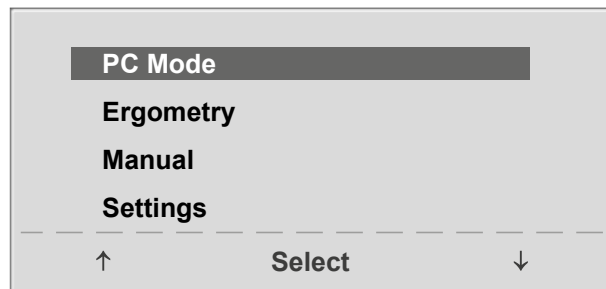 PC Mode
Ergometry
Manual
Settings
↑ Select ↓